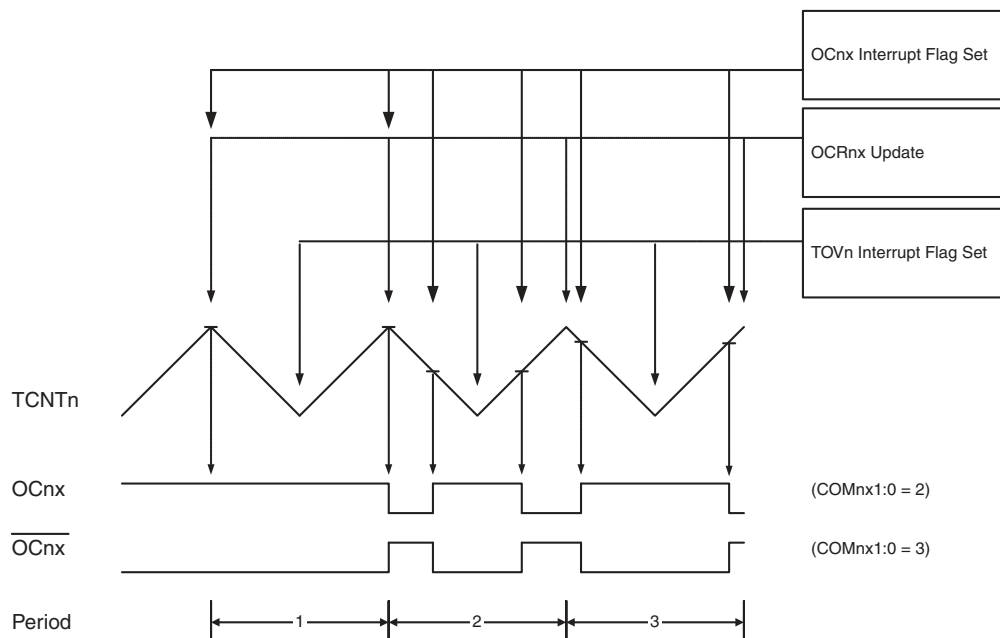 OCnx Interrupt Flag Set
OCRnx Update
TOVn Interrupt Flag Set
TCNTn
OCnx
(COMnx1:0 = 2)
OCnx
(COMnx1:0 = 3)
Period
1
2
3